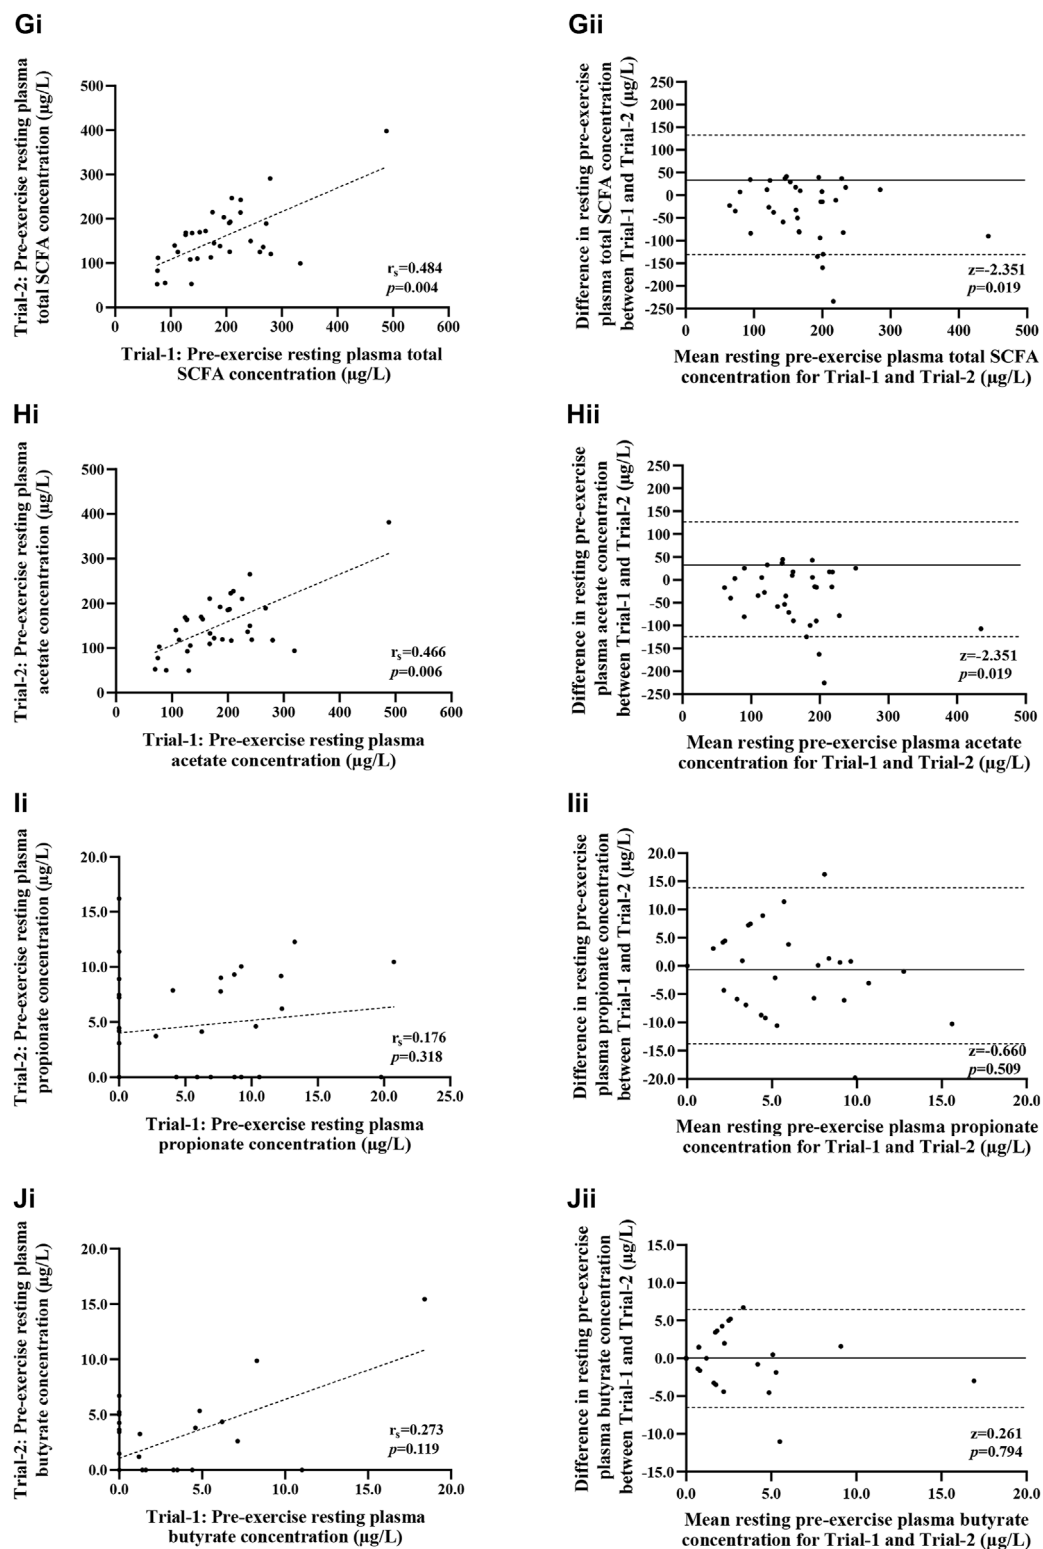 Gi
Trial-2: Pre-exercise resting plasma
total SCFA concentration (µg/L)
500
400
300
200
100
0
rs=0.484
p=0.004
0 100 200 300 400 500 600
Trial-1: Pre-exercise resting plasma total
SCFA concentration (µg/L)
Gii
Difference in resting pre-exercise
plasma total SCFA concentration
between Trial-1 and Trial-2 (µg/L)
250
200
150
100
50
0
-50
-100
-150
-200
-250
z=-2.351
p=0.019
0 100 200 300 400 500
Mean resting pre-exercise plasma total SCFA
concentration for Trial-1 and Trial-2 (µg/L)
Hi
Trial-2: Pre-exercise resting plasma
acetate concentration (µg/L)
500
400
300
200
100
0
rs=0.466
p=0.006
0 100 200 300 400 500 600
Trial-1: Pre-exercise resting plasma
acetate concentration (µg/L)
Hii
Difference in resting pre-exercise
plasma acetate concentration
between Trial-1 and Trial-2 (µg/L)
250
200
150
100
50
0
-50
-100
-150
-200
-250
z=-2.351
p=0.019
0 100 200 300 400 500
Mean resting pre-exercise plasma acetate
concentration for Trial-1 and Trial-2 (µg/L)
Ii
Trial-2: Pre-exercise resting plasma
propionate concentration (µg/L)
20.0
15.0
10.0
5.0
0.0
rs=0.176
p=0.318
0.0 5.0 10.0 15.0 20.0 25.0
Trial-1: Pre-exercise resting plasma
propionate concentration (µg/L)
Iii
Difference in resting pre-exercise
plasma propionate concentration
between Trial-1 and Trial-2 (µg/L)
20.0
15.0
10.0
5.0
0.0
-5.0
-10.0
-15.0
-20.0
z=-0.660
p=0.509
5.0 10.0 15.0 20.0
Mean resting pre-exercise plasma propionate
concentration for Trial-1 and Trial-2 (µg/L)
Ji
Trial-2: Pre-exercise resting plasma
butyrate concentration (µg/L)
20.0
15.0
10.0
5.0
0.0
rs=0.273
p=0.119
0.0 5.0 10.0 15.0 20.0
Trial-1: Pre-exercise resting plasma
butyrate concentration (µg/L)
Jii
Difference in resting pre-exercise
plasma butyrate concentration
between Trial-1 and Trial-2 (µg/L)
15.0
10.0
5.0
0.0
-5.0
-10.0
-15.0
z=0.261
p=0.794
0.0 5.0 10.0 15.0 20.0
Mean resting pre-exercise plasma butyrate
concentration for Trial-1 and Trial-2 (µg/L)